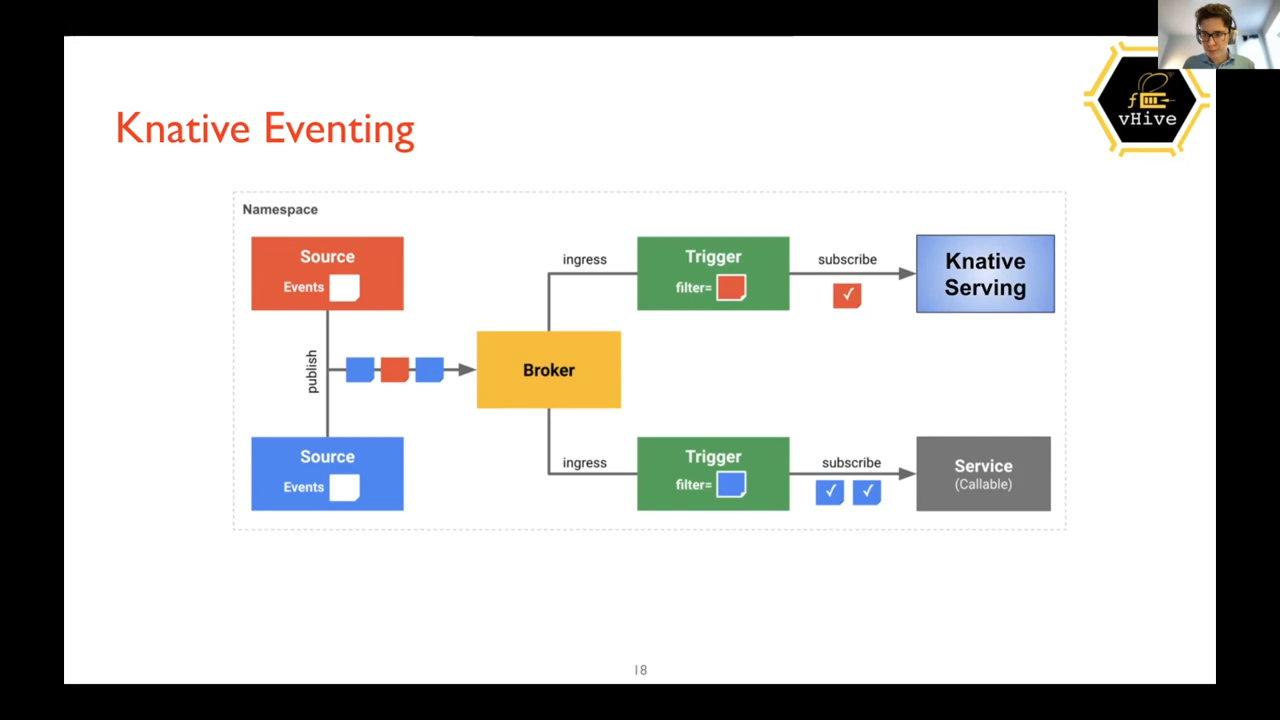 Knative Eventing
f
vHive
Namespace
Source
Events
publish
Source
Events
Broker
ingress
ingress
Trigger
filter=
Trigger
filter=
subscribe
subscribe
Knative
Serving
Service
(Callable)
18